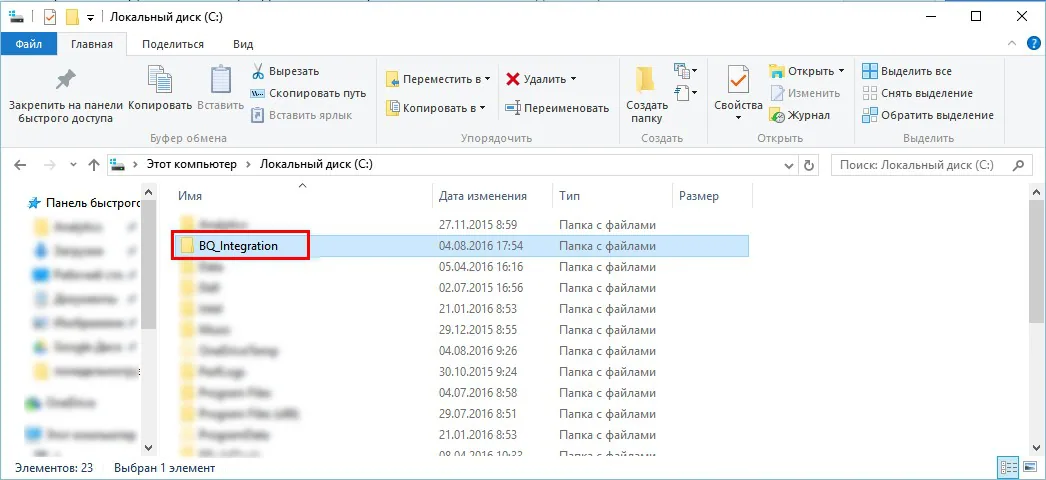 Локальный диск (C:)
Файл Главная Поделиться Вид
Закрепить на панели быстрого доступа
Копировать
Вставить
Вырезать
Скопировать путь
Вставить ярлык
Буфер обмена
Переместить в
Копировать в
Удалить
Переименовать
Упорядочить
Создать папку
Создать
Свойства
Открыть
Изменить
Журнал
Открыть
Выделить все
Снять выделение
Обратить выделение
Выделить
Этот компьютер Локальный диск (C:)
Поиск: Локальный диск (C:)
Панель быстрого
Имя Дата изменения Тип Размер
27.11.2015 8:59 Папка с файлами
BQ_Integration 04.08.2016 17:54 Папка с файлами
05.04.2016 16:16 Папка с файлами
02.07.2015 16:56 Папка с файлами
21.01.2016 8:53 Папка с файлами
29.12.2015 8:55 Папка с файлами
04.08.2016 9:26 Папка с файлами
30.10.2015 9:24 Папка с файлами
04.07.2016 8:58 Папка с файлами
29.07.2016 8:51 Папка с файлами
21.01.2016 8:53 Папка с файлами
Элементов: 23 Выбран 1 элемент